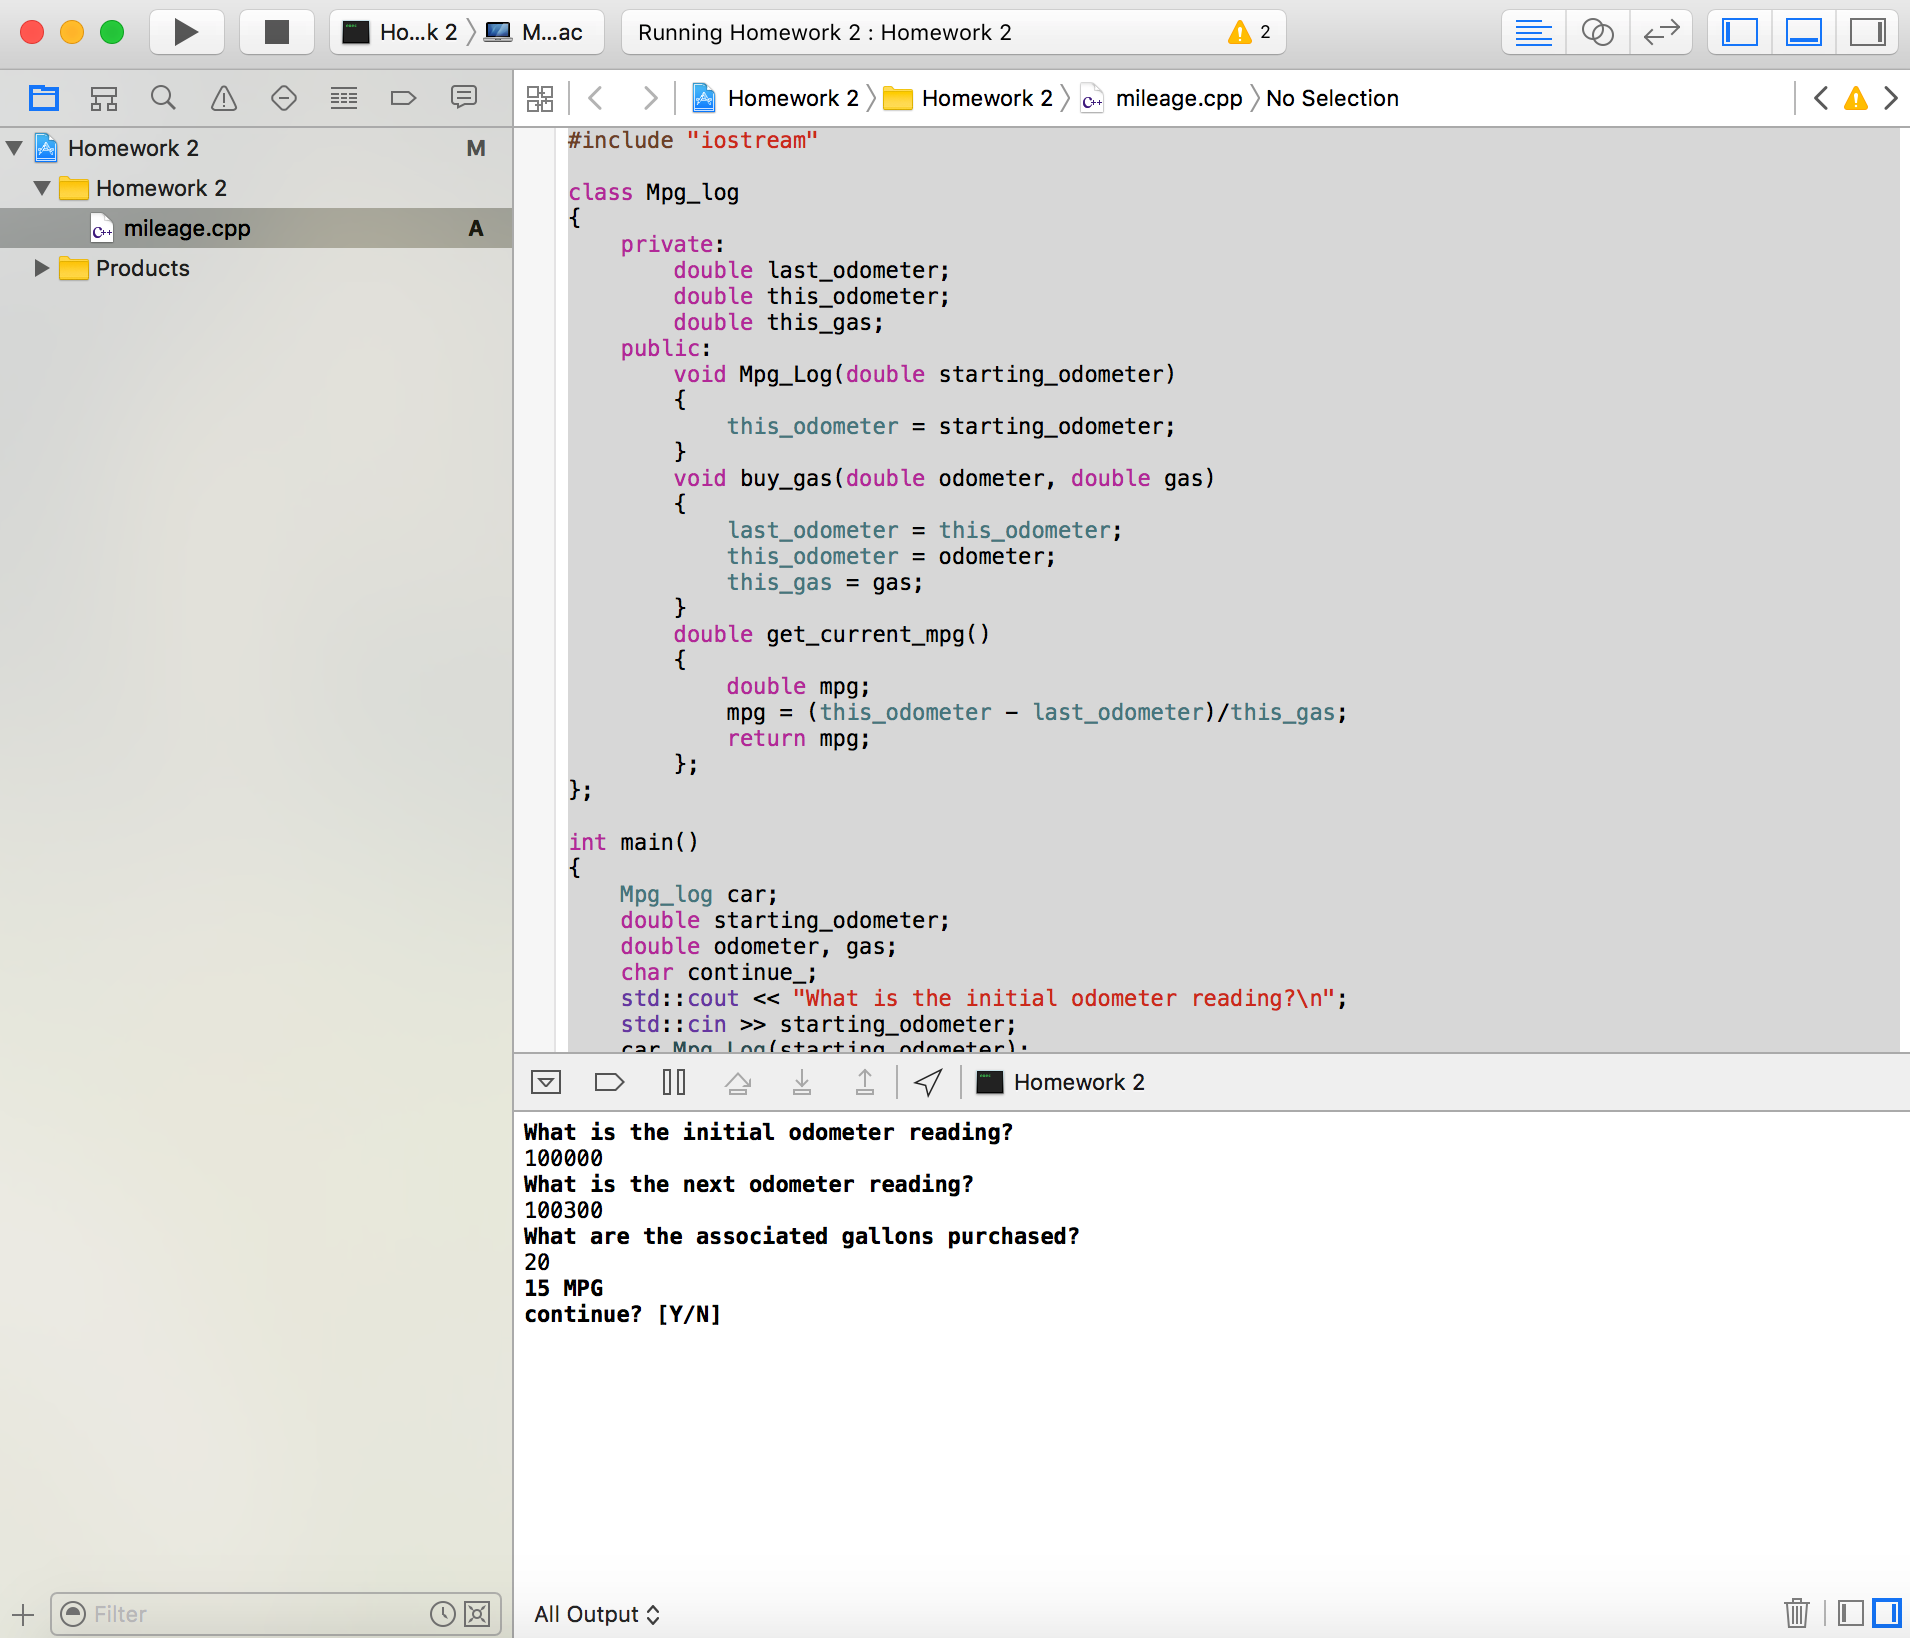 Ho...k 2 M...ac
Running Homework 2 : Homework 2 2
Homework 2 Homework 2 mileage.cpp No Selection
Homework 2 M
Homework 2
mileage.cpp A
Products
#include "iostream"
class Mpg_log
{
private:
double last_odometer;
double this_odometer;
double this_gas;
public:
void Mpg_Log(double starting_odometer)
{
this_odometer = starting_odometer;
}
void buy_gas(double odometer, double gas)
{
last_odometer = this_odometer;
this_odometer = odometer;
this_gas = gas;
}
double get_current_mpg()
{
double mpg;
mpg = (this_odometer - last_odometer)/this_gas;
return mpg;
};
};
int main()
{
Mpg_log car;
double starting_odometer;
double odometer, gas;
char continue_;
std::cout << "What is the initial odometer reading?\n";
std::cin >> starting_odometer;
car.Mpg_Log(starting_odometer);
Homework 2
What is the initial odometer reading?
100000
What is the next odometer reading?
100300
What are the associated gallons purchased?
20
15 MPG
continue? [Y/N]
Filter
All Output